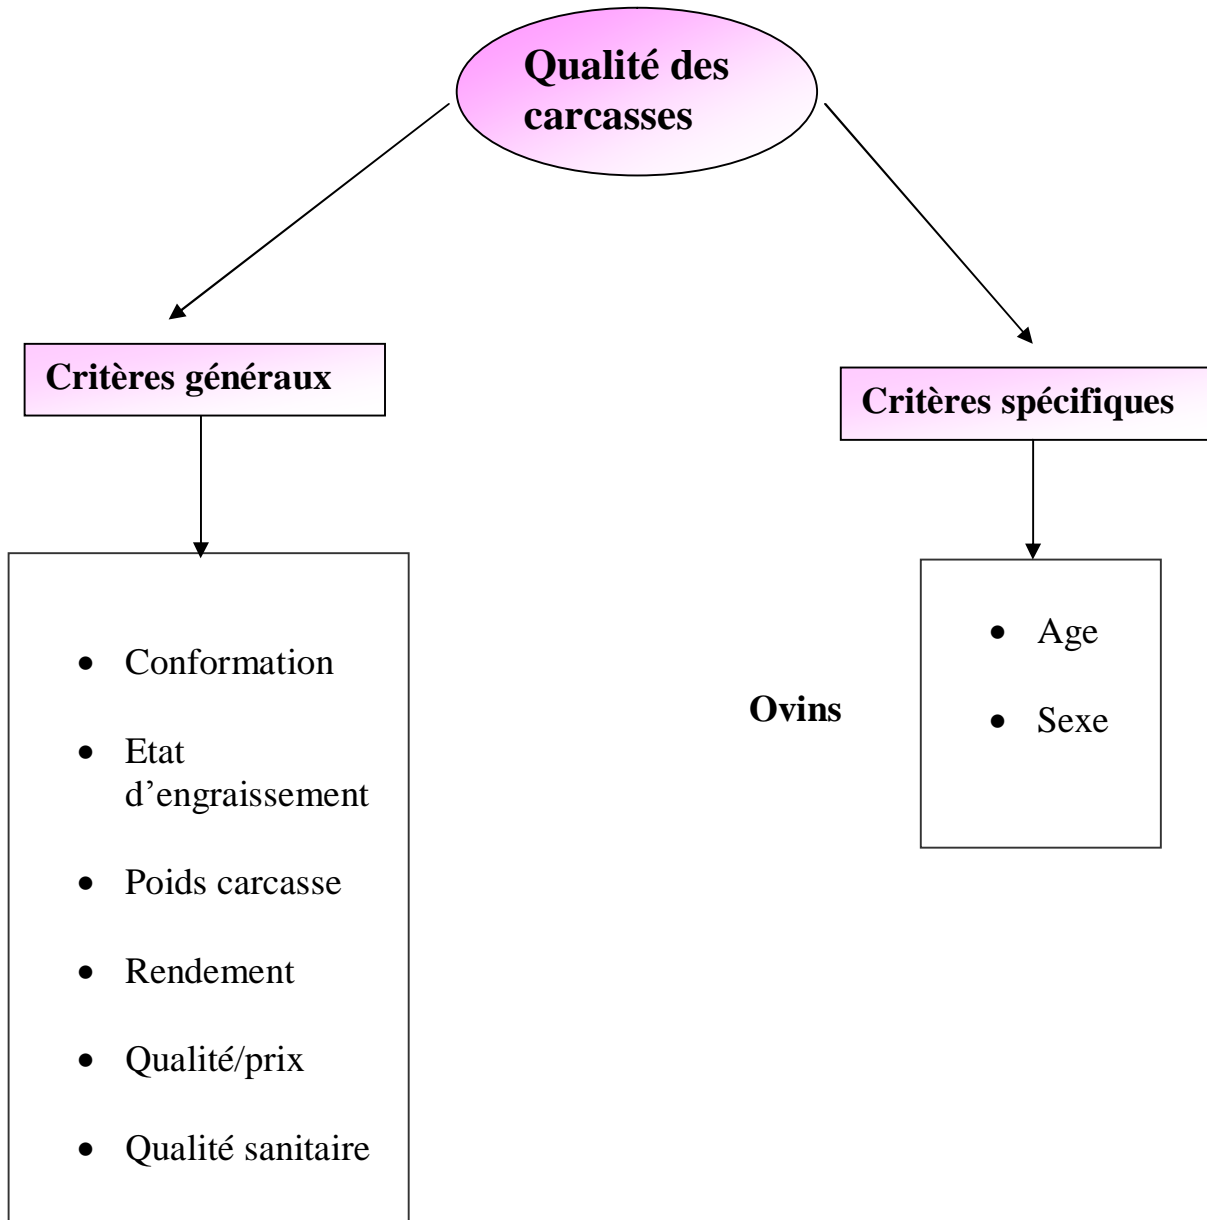 Qualité des
carcasses
Critères généraux
Critères spécifiques
• Conformation
• Etat
d’engraissement
• Poids carcasse
• Rendement
• Qualité/prix
• Qualité sanitaire
Ovins
• Age
• Sexe